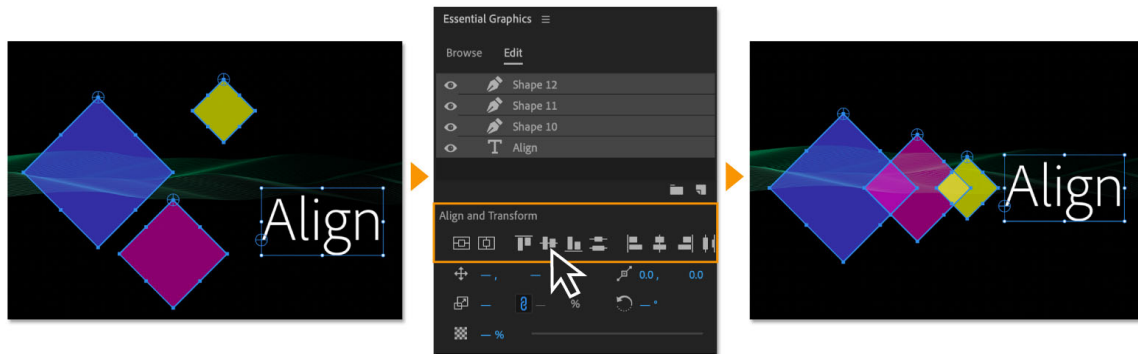 Align
Essential Graphics
Browse Edit
Shape 12
Shape 11
Shape 10
T Align
Align and Transform
— , — 0.0 , 0.0
— — % — °
— %
Align